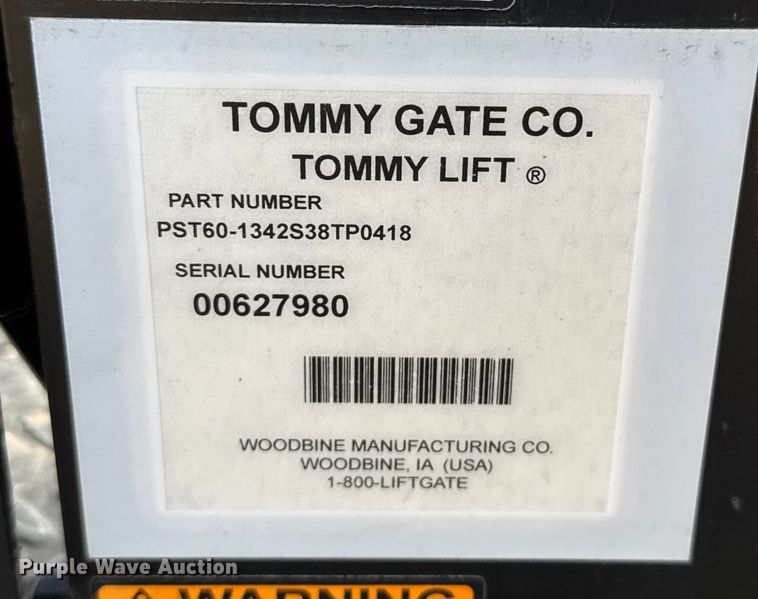 TOMMY GATE CO.
TOMMY LIFT ®
PART NUMBER
PST60-1342S38TP0418
SERIAL NUMBER
00627980
WOODBINE MANUFACTURING CO.
WOODBINE, IA (USA)
1-800-LIFTGATE
Purple Wave Auction
WARNING